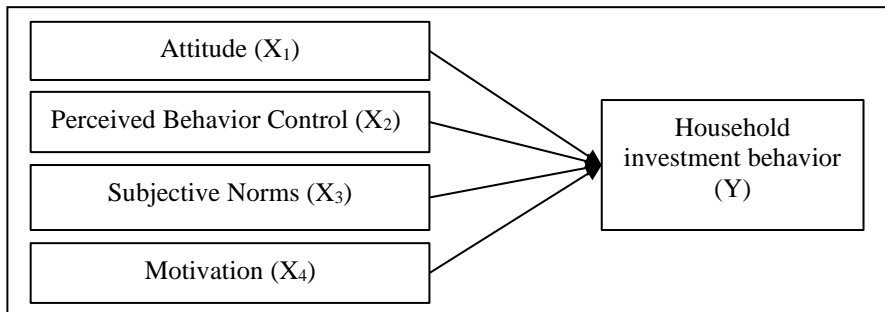 Attitude (X₁)
Perceived Behavior Control (X₂)
Subjective Norms (X₃)
Motivation (X₄)
Household
investment behavior
(Y)